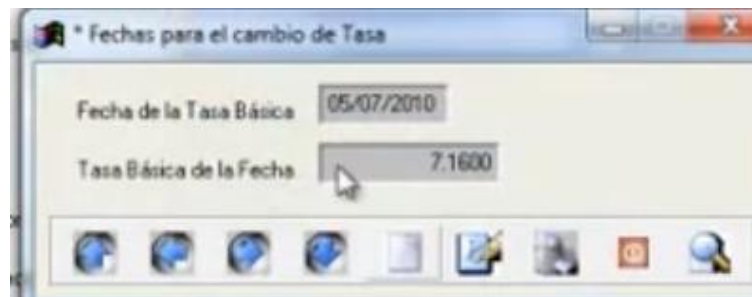 * Fechas para el cambio de Tasa
Fecha de la Tasa Básica 05/07/2010
Tasa Básica de la Fecha 7.1600